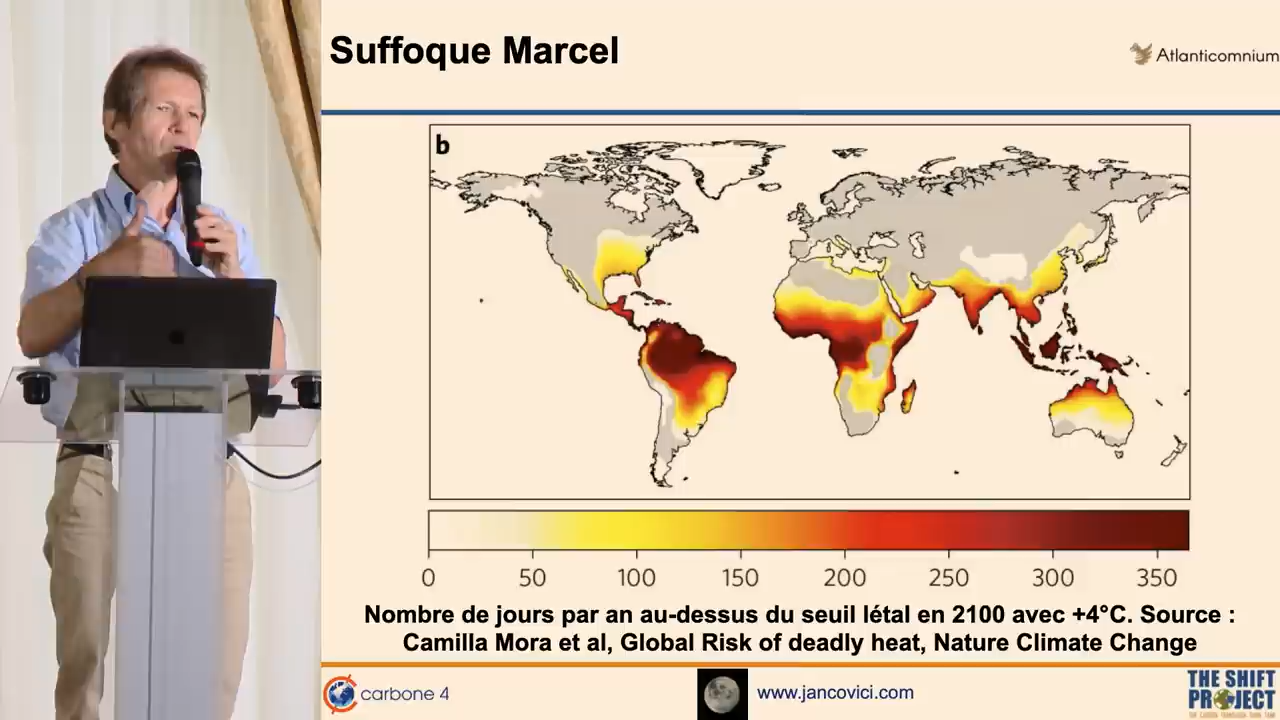 Suffoque Marcel
Atlanticomnium
b
0 50 100 150 200 250 300 350
Nombre de jours par an au-dessus du seuil létal en 2100 avec +4°C. Source :
Camilla Mora et al, Global Risk of deadly heat, Nature Climate Change
carbone 4
www.jancovici.com
THE SHIFT
PROJECT